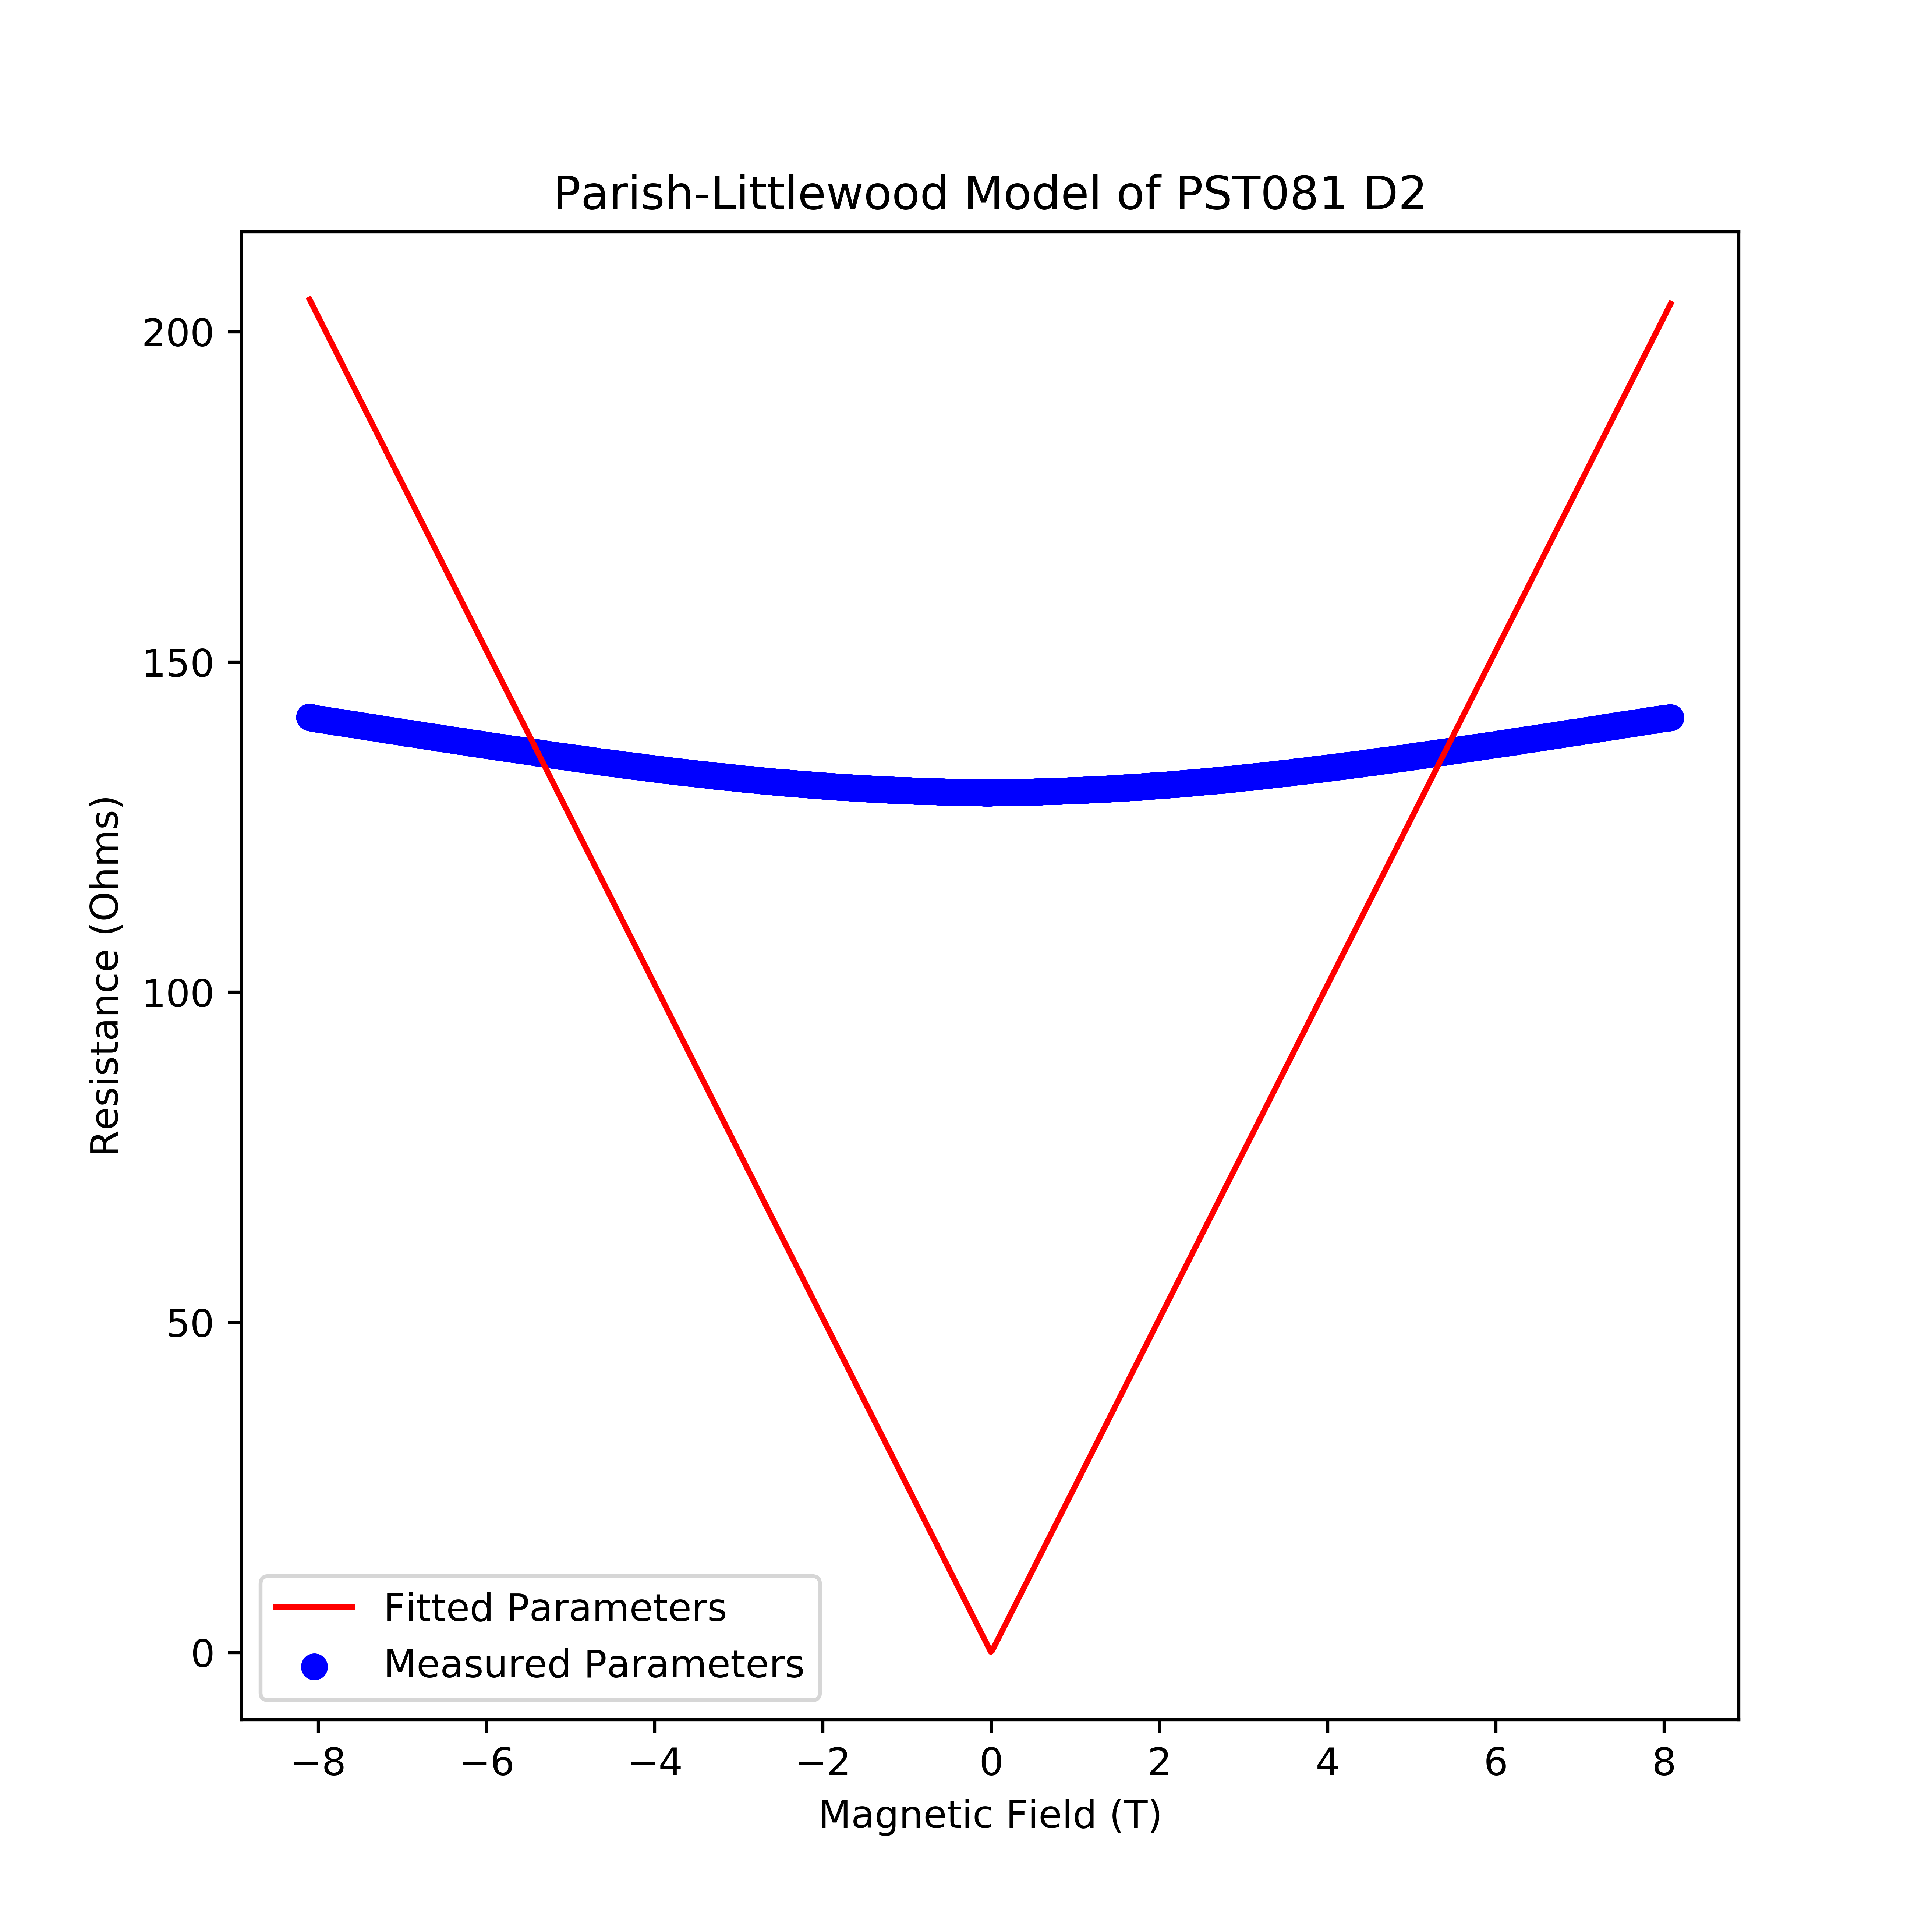 Parish-Littlewood Model of PST081 D2
200
150
100
50
0
Resistance (Ohms)
Fitted Parameters
Measured Parameters
−8 −6 −4 −2 0 2 4 6 8
Magnetic Field (T)